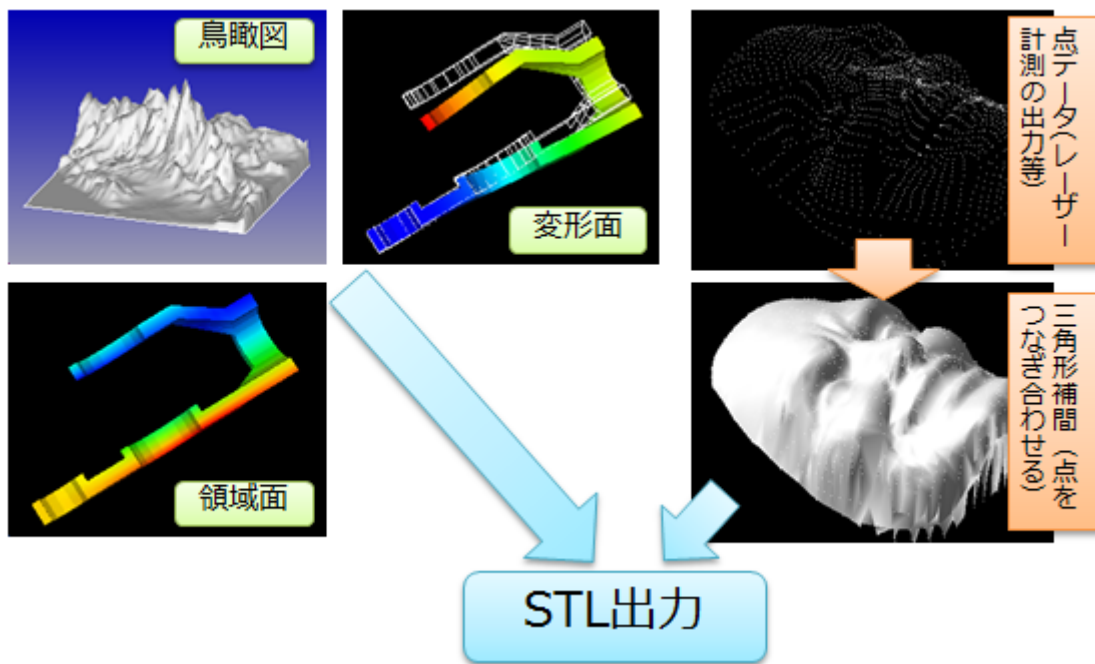 鳥瞰図
変形面
領域面
点データ(レーザー
計測の出力等)
三角形補間（点を
つなぎ合わせる）
STL出力